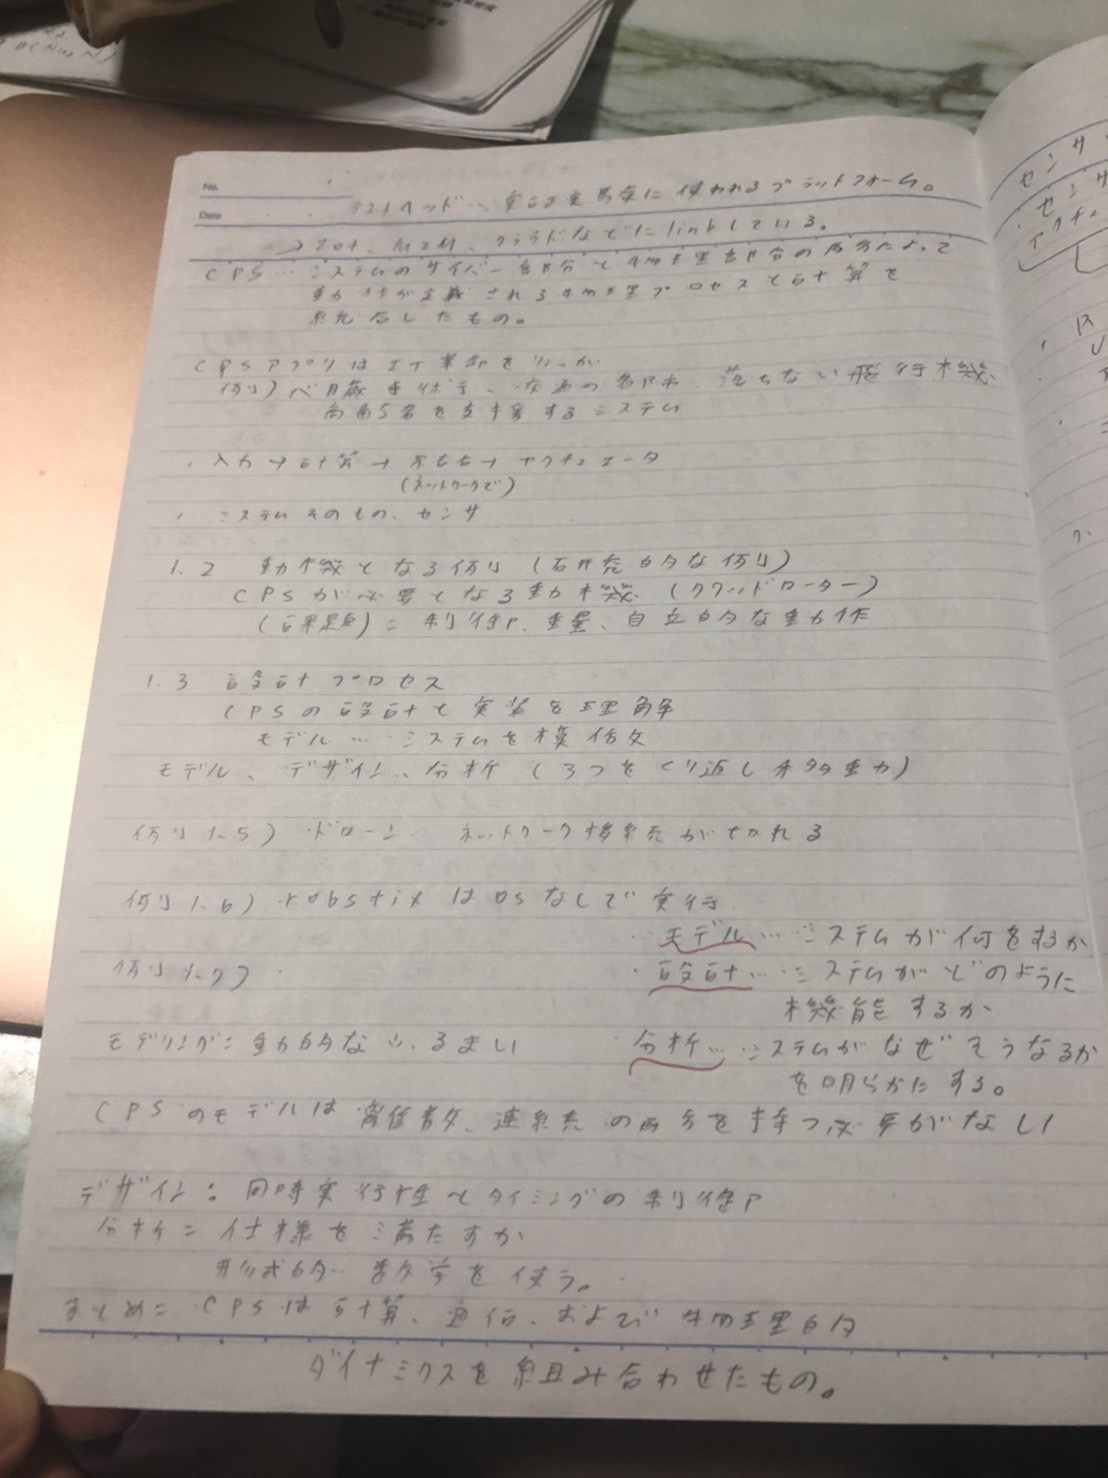 No.
Date
テストベッド… 実証実馬宍に使われるプラットフォーム。
→ IoT、M2M、クラウドなどにlinkしている。
CPS … システムのサイバー部分と物理部分の両方によって
動作が定義される物理プロセスと計算を
統合したもの。
CPSアプリはIT革命を
例) 心臓手術、交通の 、落ちない飛行機、
を支援するシステム
・入力→計算→ →アクチュエータ
(ネットワークで)
・システムそのもの、センサ
1.2 動機となる例 (研究的な例)
CPSが必要となる動機 (クワッドローター)
(課題) = 制御、重量、自立的な動作
1.3 設計プロセス
CPSの設計と実装を理解
モデル … システムを模倣
モデル、デザイン、分析 (3つをくり返し移動)
例1.5) ドローン ネットワーク接続が切れる
例1.6) robstix はOSなしで実行
・モデル … システムが何をするか
例1.7)
・設計 … システムがどのように
機能するか
モデリング: 動的なふるまい
・分析 … システムがなぜそうなるか
を明らかにする。
CPSのモデルは離散、連続の両方を持つ必要がない
デザイン: 同時実行性とタイミングの制御
分析 = 仕様を満たすか
形式的 数学を使う。
まとめ = CPSは計算、通信、および物理的
ダイナミクスを組み合わせたもの。
センサ
センサ
アクチュ